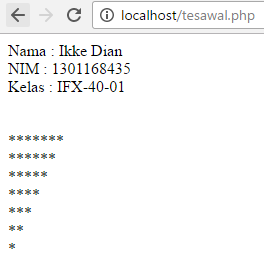 localhost/tesawal.php
Nama : Ikke Dian
NIM : 1301168435
Kelas : IFX-40-01
*******
******
*****
****
***
**
*